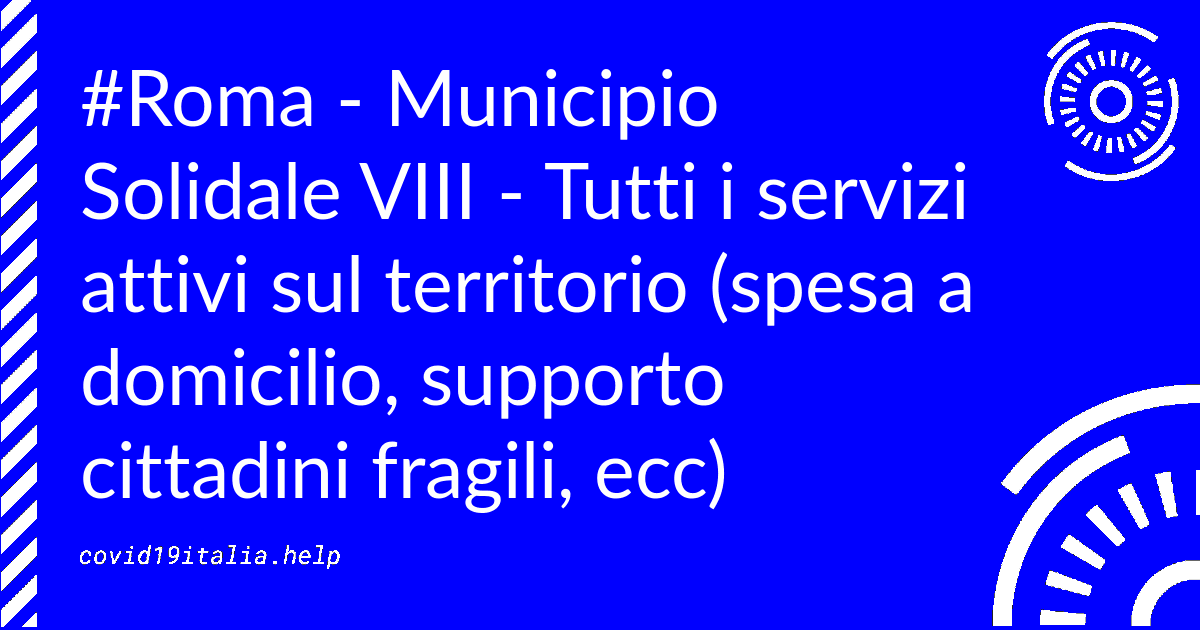 #Roma - Municipio
Solidale VIII - Tutti i servizi
attivi sul territorio (spesa a
domicilio, supporto
cittadini fragili, ecc)
covid19italia.help